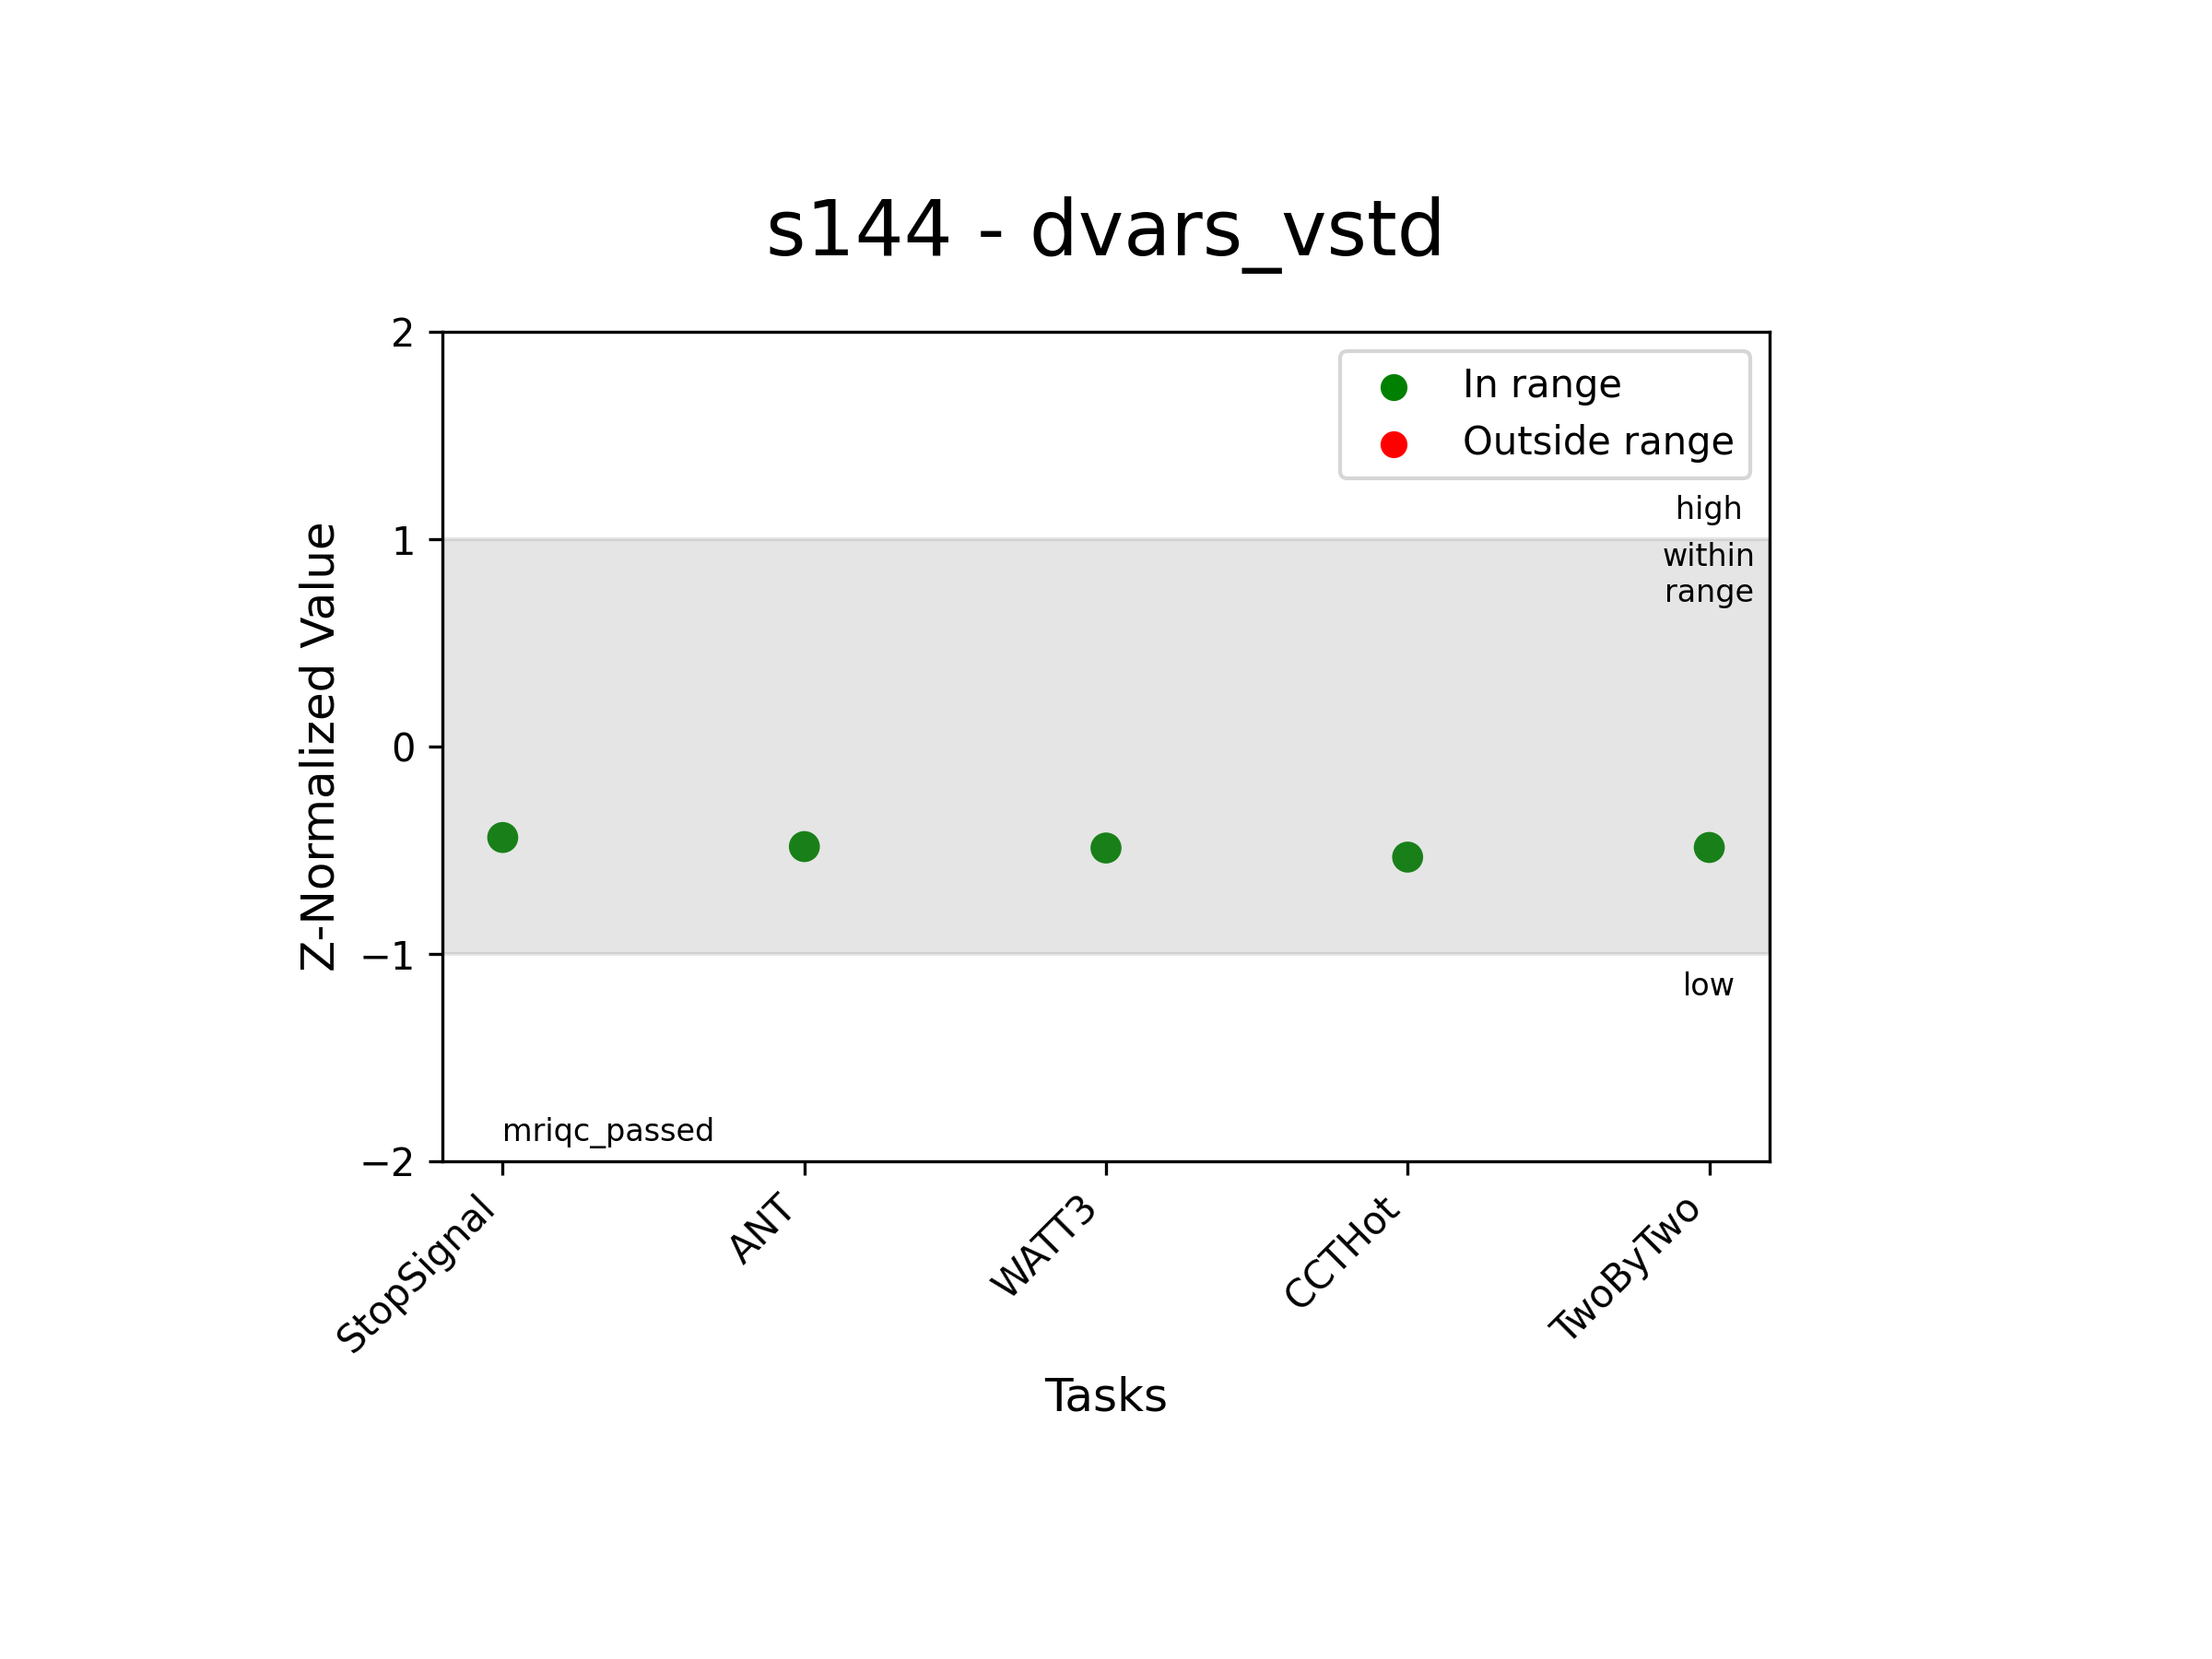 s144 - dvars_vstd
2
In range
Outside range
high
1
within
range
Z-Normalized Value
0
−1
low
mriqc_passed
−2
StopSignal
ANT
WATT3
CCTHot
TwoByTwo
Tasks